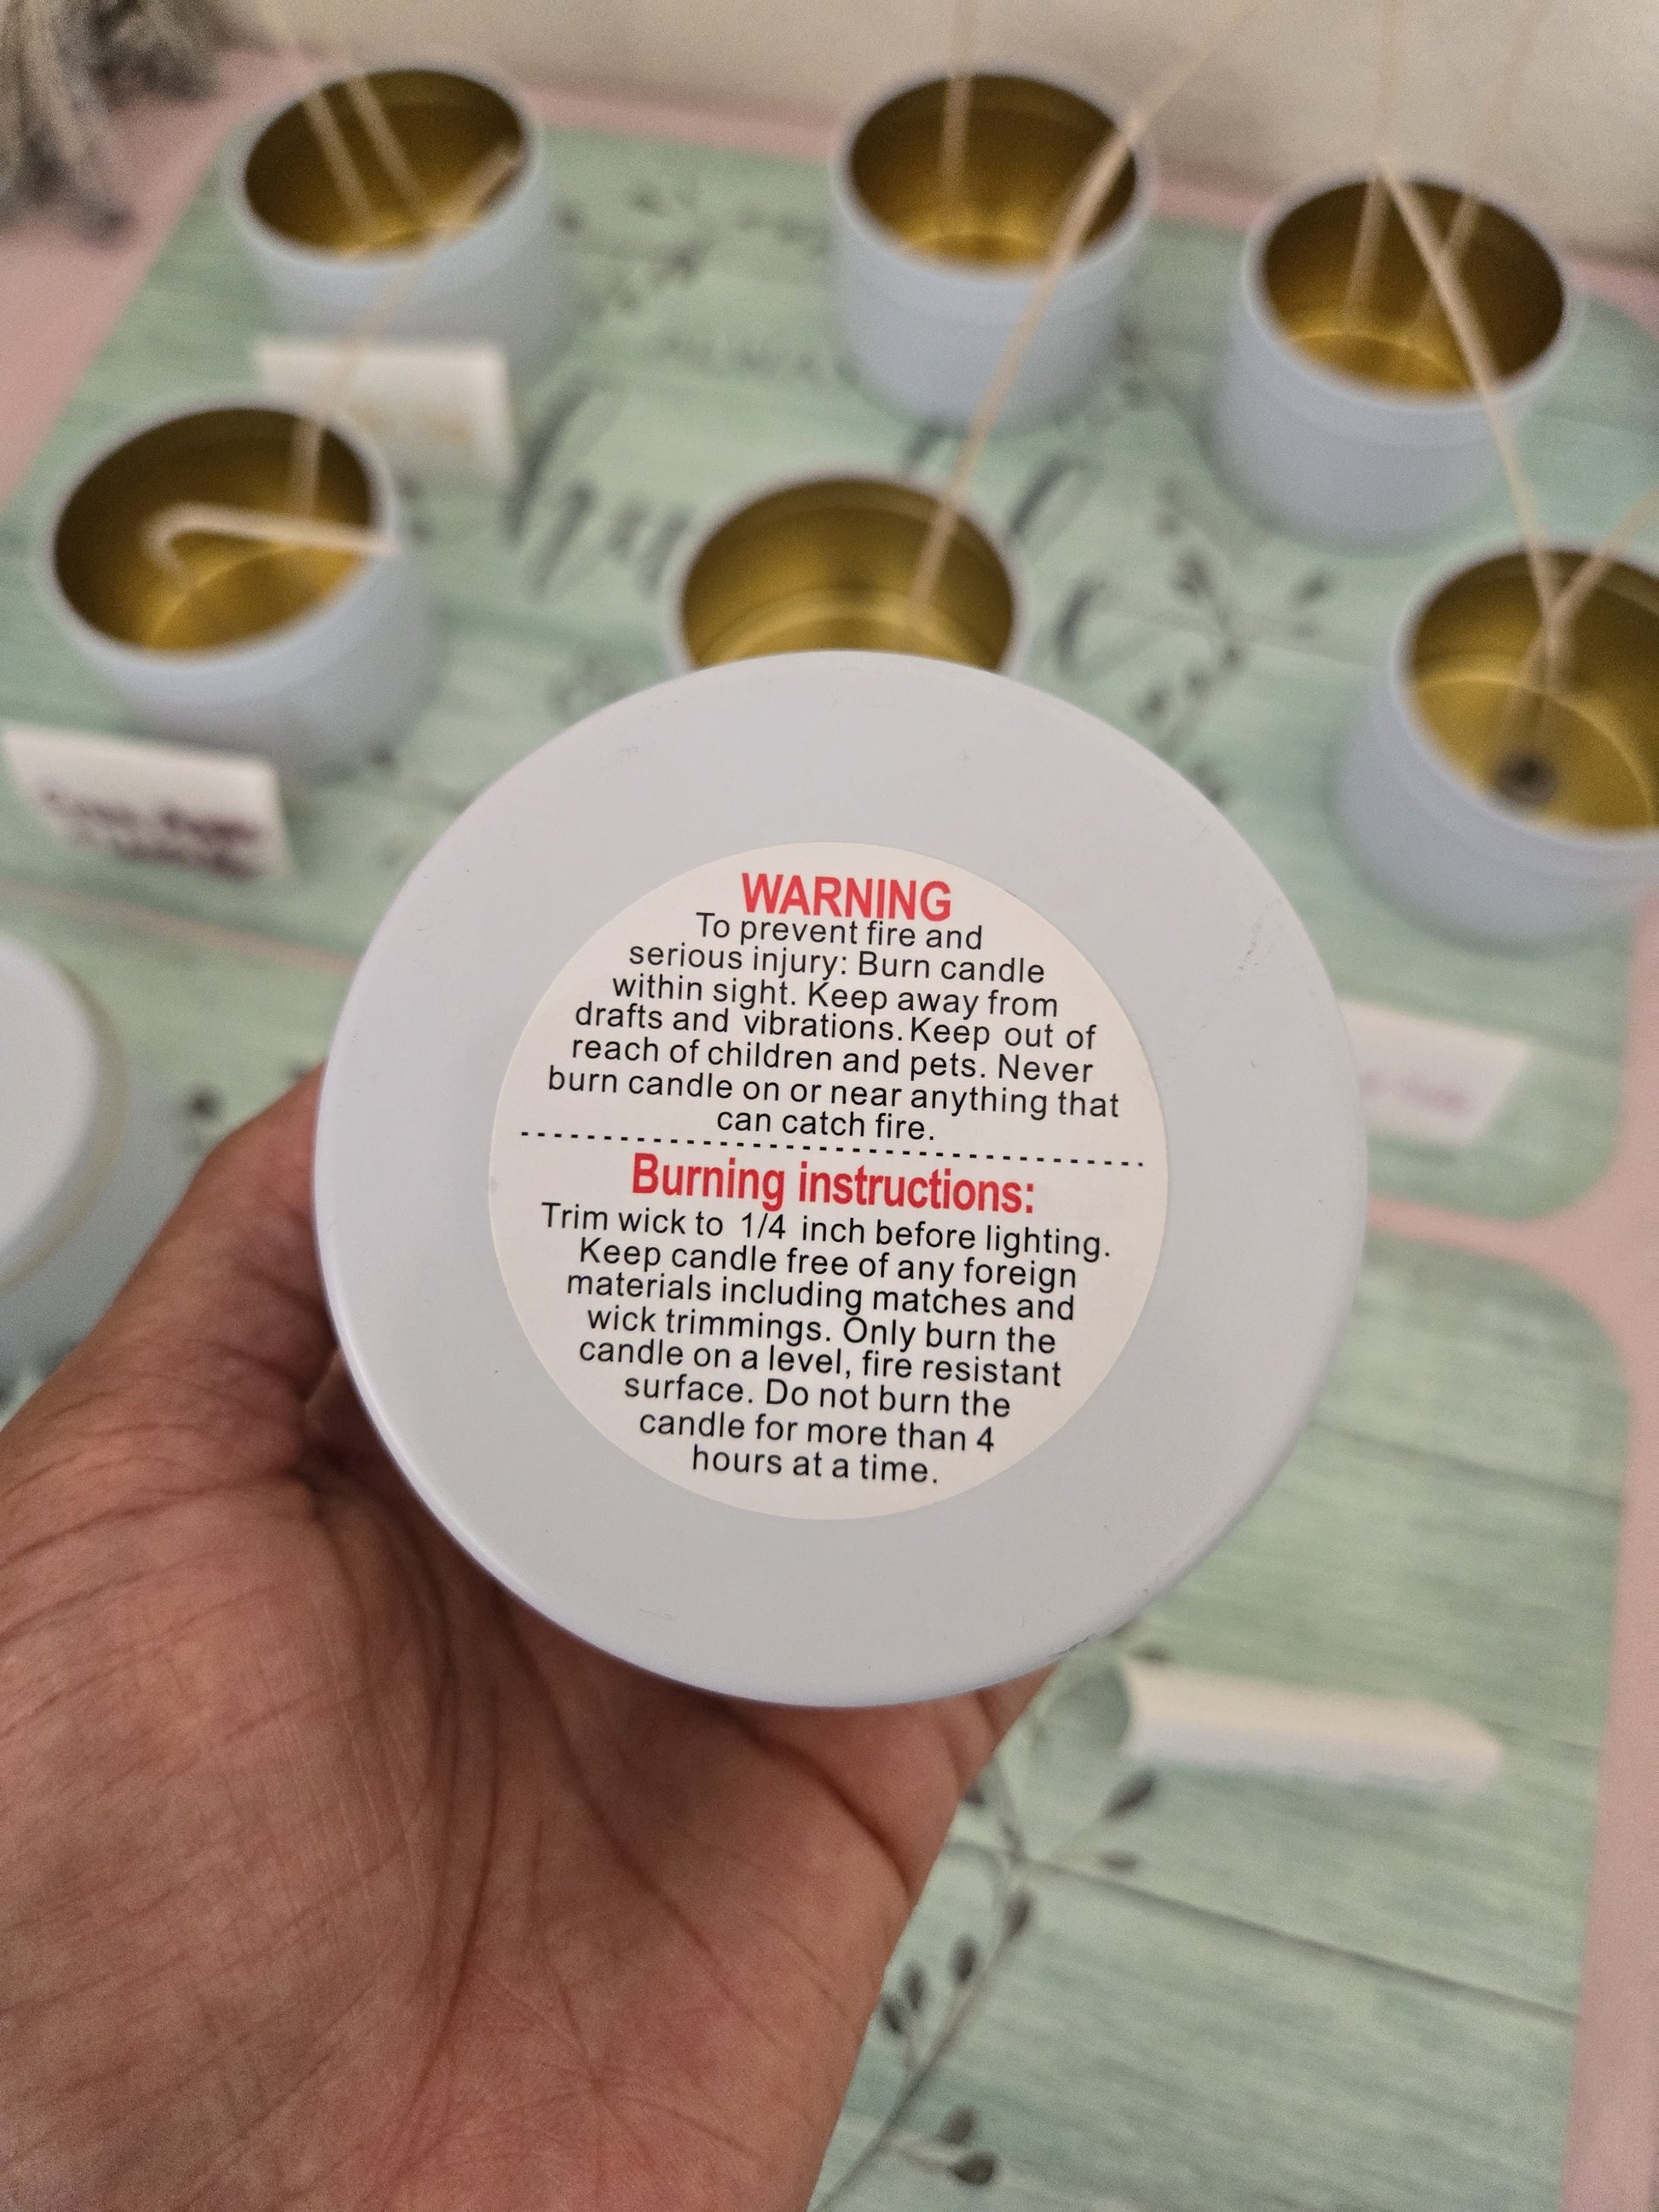 WARNING
To prevent fire and
serious injury: Burn candle
within sight. Keep away from
drafts and vibrations. Keep out of
reach of children and pets. Never
burn candle on or near anything that
can catch fire.
Burning instructions:
Trim wick to 1/4 inch before lighting.
Keep candle free of any foreign
materials including matches and
wick trimmings. Only burn the
candle on a level, fire resistant
surface. Do not burn the
candle for more than 4
hours at a time.